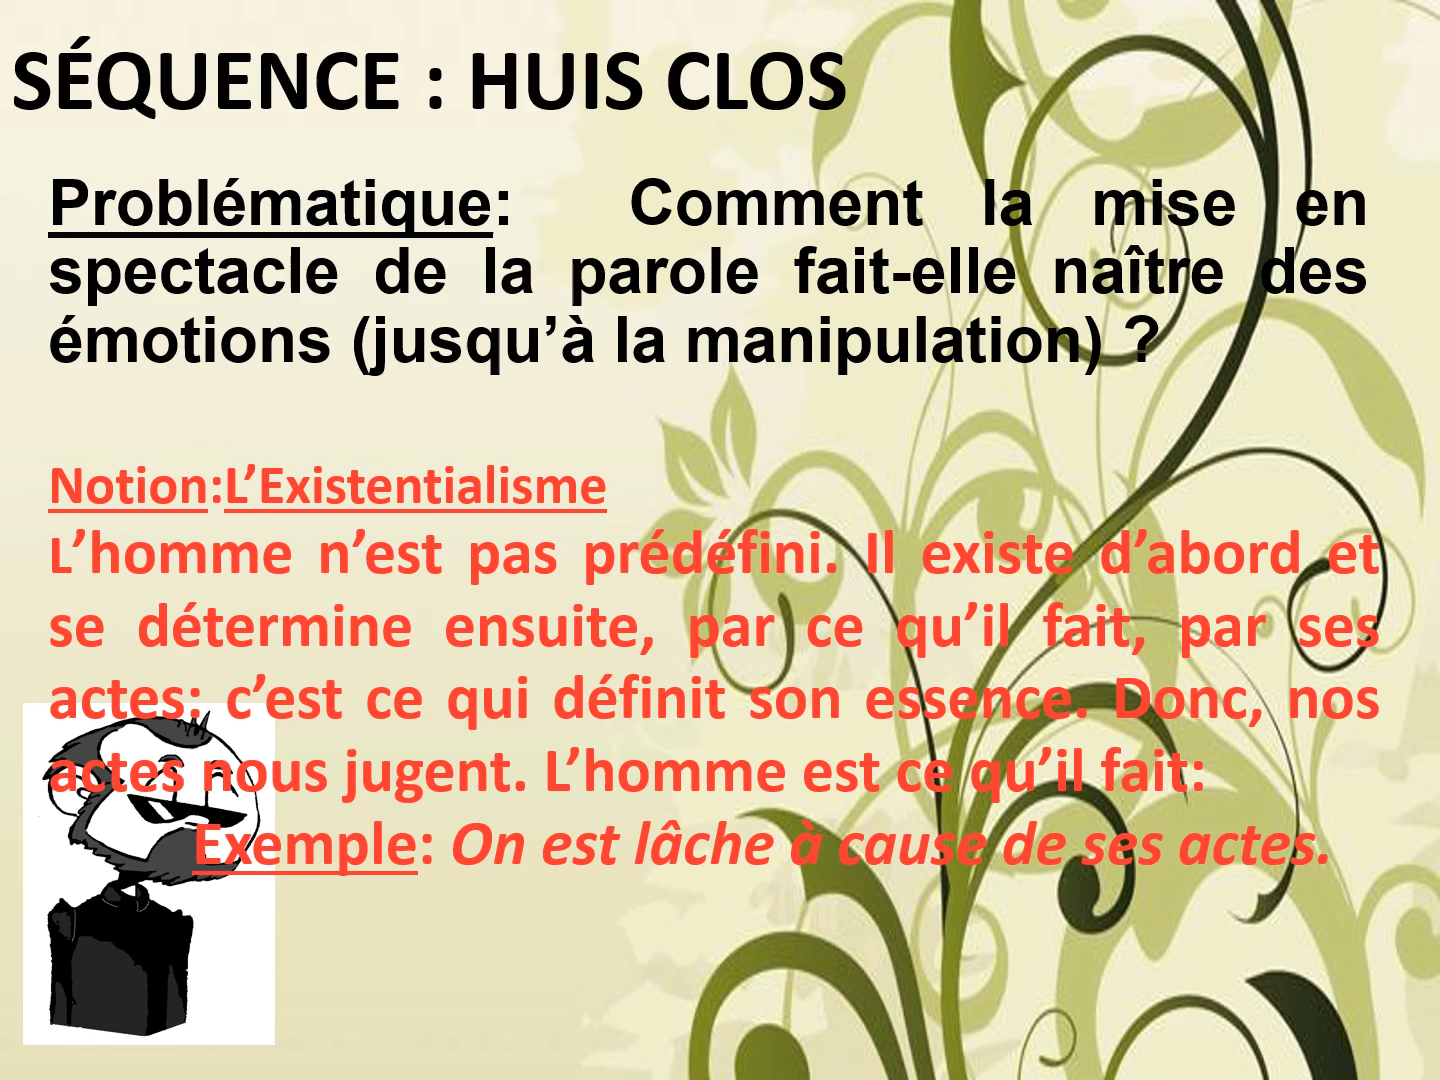 SÉQUENCE : HUIS CLOS
Problématique: Comment la mise en
spectacle de la parole fait-elle naître des
émotions (jusqu’à la manipulation) ?
Notion:L’Existentialisme
L’homme n’est pas prédéfini. Il existe d’abord et
se détermine ensuite, par ce qu’il fait, par ses
actes: c’est ce qui définit son essence. Donc, nos
actes nous jugent. L’homme est ce qu’il fait:
Exemple: On est lâche à cause de ses actes.